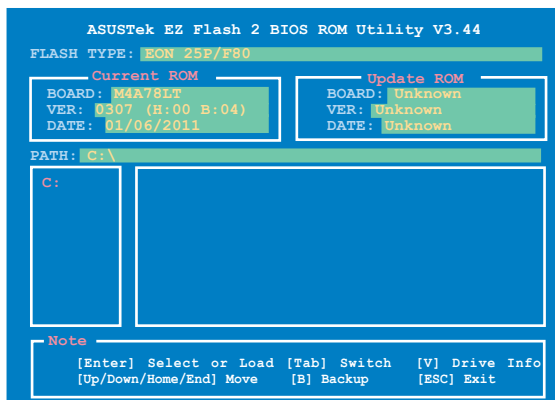 ASUSTek EZ Flash 2 BIOS ROM Utility V3.44
FLASH TYPE: EON 25P/F80
Current ROM
BOARD: M4A78LT
VER: 0307 (H:00 B:04)
DATE: 01/06/2011
Update ROM
BOARD: Unknown
VER: Unknown
DATE: Unknown
PATH: C:\
C:
Note
[Enter] Select or Load [Tab] Switch [V] Drive Info
[Up/Down/Home/End] Move [B] Backup [ESC] Exit